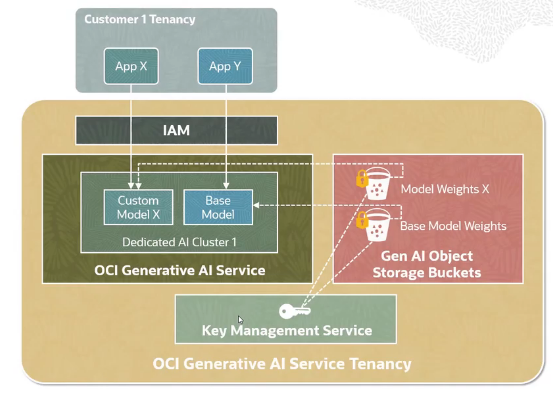 Customer 1 Tenancy
App X
App Y
IAM
Custom
Model X
Base
Model
Dedicated AI Cluster 1
OCI Generative AI Service
Model Weights X
Base Model Weights
Gen AI Object
Storage Buckets
Key Management Service
OCI Generative AI Service Tenancy